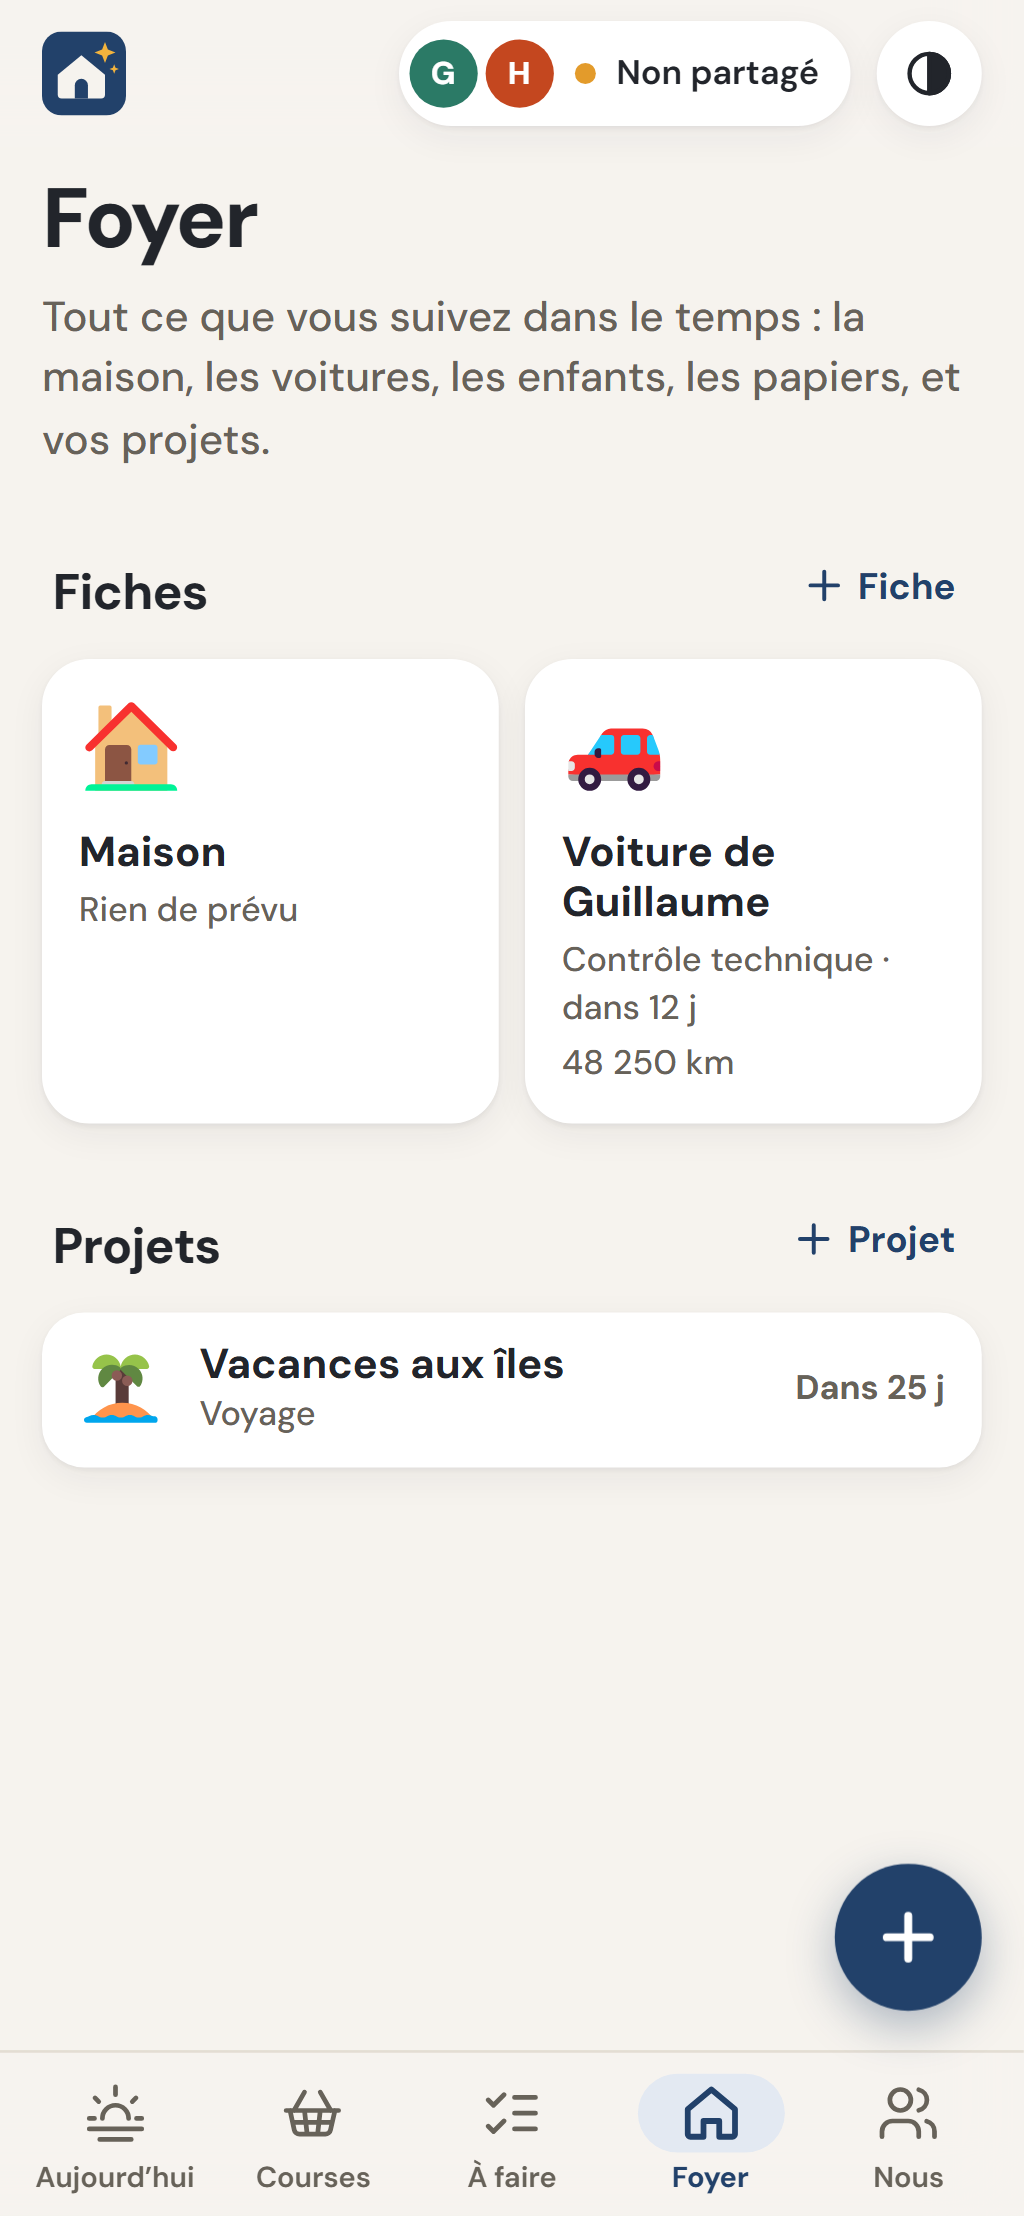 G H Non partagé
Foyer
Tout ce que vous suivez dans le temps : la
maison, les voitures, les enfants, les papiers, et
vos projets.
Fiches
+ Fiche
Maison
Rien de prévu
Voiture de
Guillaume
Contrôle technique ·
dans 12 j
48 250 km
Projets
+ Projet
Vacances aux îles
Voyage
Dans 25 j
Aujourd’hui
Courses
À faire
Foyer
Nous